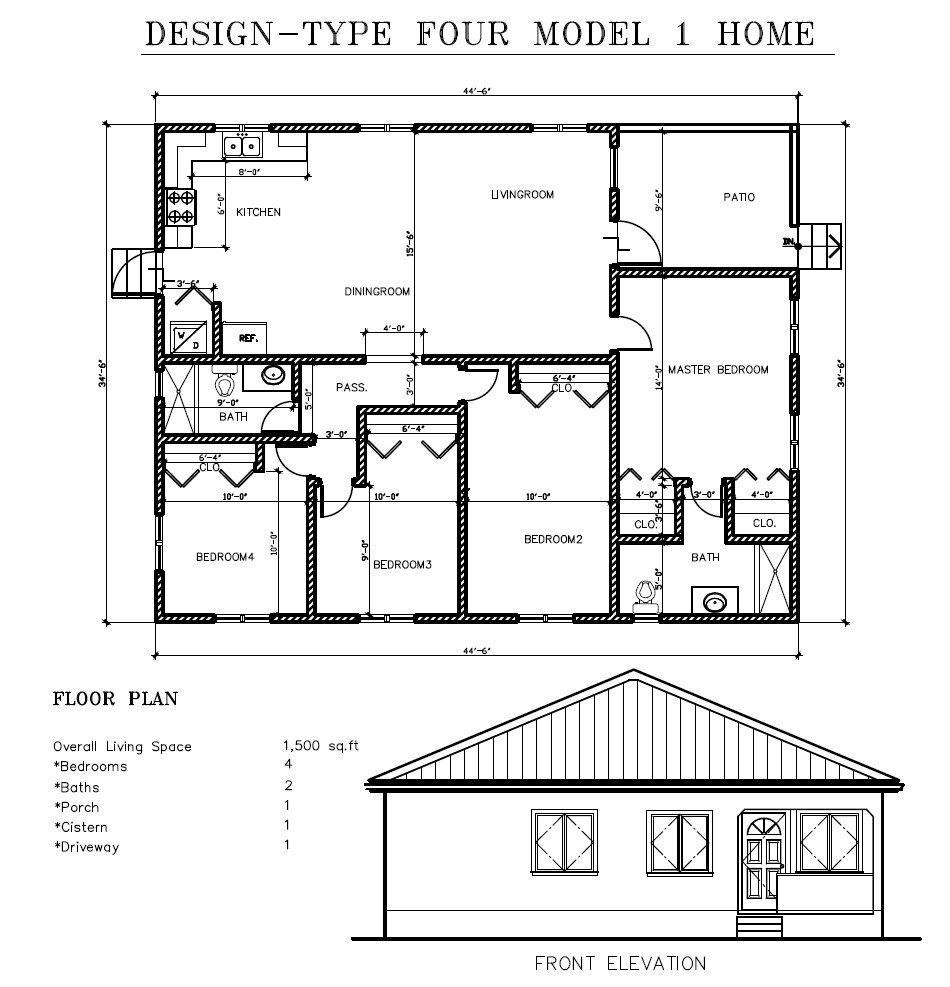 DESIGN-TYPE FOUR MODEL 1 HOME
44'-6"
8'-0"
6'-0"
KITCHEN
LIVINGROOM
9'-6"
PATIO
15'-6"
DN.
3'-6"
DININGROOM
W
D
REF.
4'-0"
34'-6"
34'-6"
PASS.
3'-0"
14'-0"
MASTER BEDROOM
6'-4"
CLO.
9'-0"
BATH
5'-0"
6'-4"
3'-0"
6'-4"
CLO.
10'-0"
10'-0"
10'-0"
4'-0"
3'-0"
4'-0"
3'-6"
CLO.
CLO.
10'-0"
9'-0"
BEDROOM2
BEDROOM4
BEDROOM3
BATH
5'-0"
44'-6"
FLOOR PLAN
Overall Living Space 1,500 sq.ft
*Bedrooms 4
*Baths 2
*Porch 1
*Cistern 1
*Driveway 1
FRONT ELEVATION